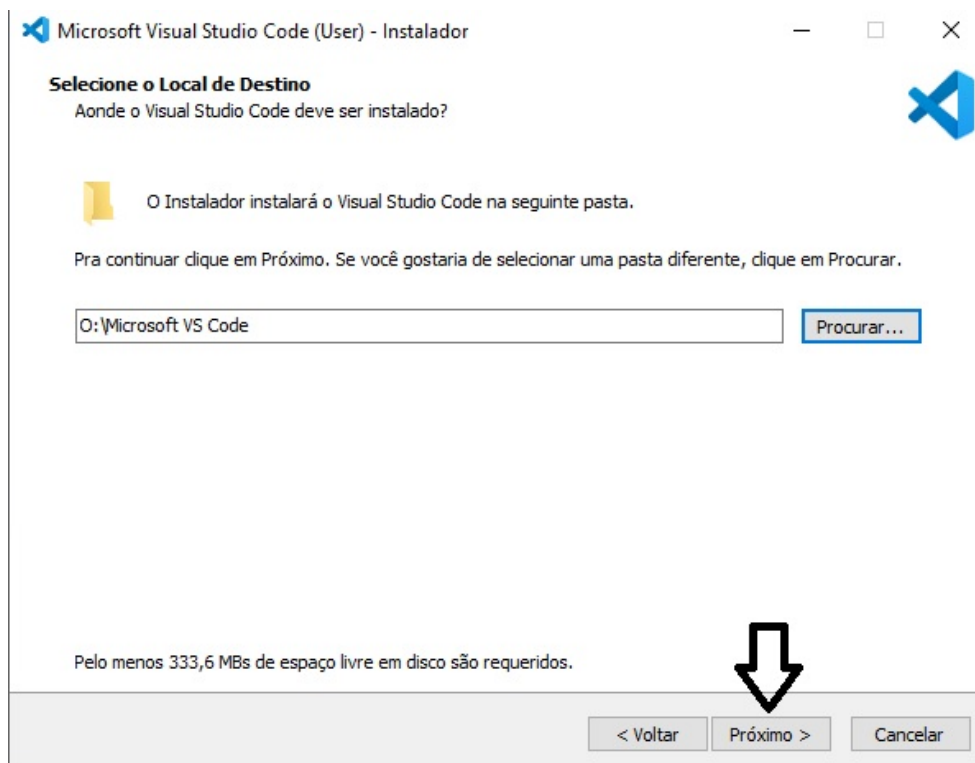 Microsoft Visual Studio Code (User) - Instalador
Selecione o Local de Destino
Aonde o Visual Studio Code deve ser instalado?
O Instalador instalará o Visual Studio Code na seguinte pasta.
Pra continuar clique em Próximo. Se você gostaria de selecionar uma pasta diferente, clique em Procurar.
O:\Microsoft VS Code
Procurar...
Pelo menos 333,6 MBs de espaço livre em disco são requeridos.
< Voltar
Próximo >
Cancelar